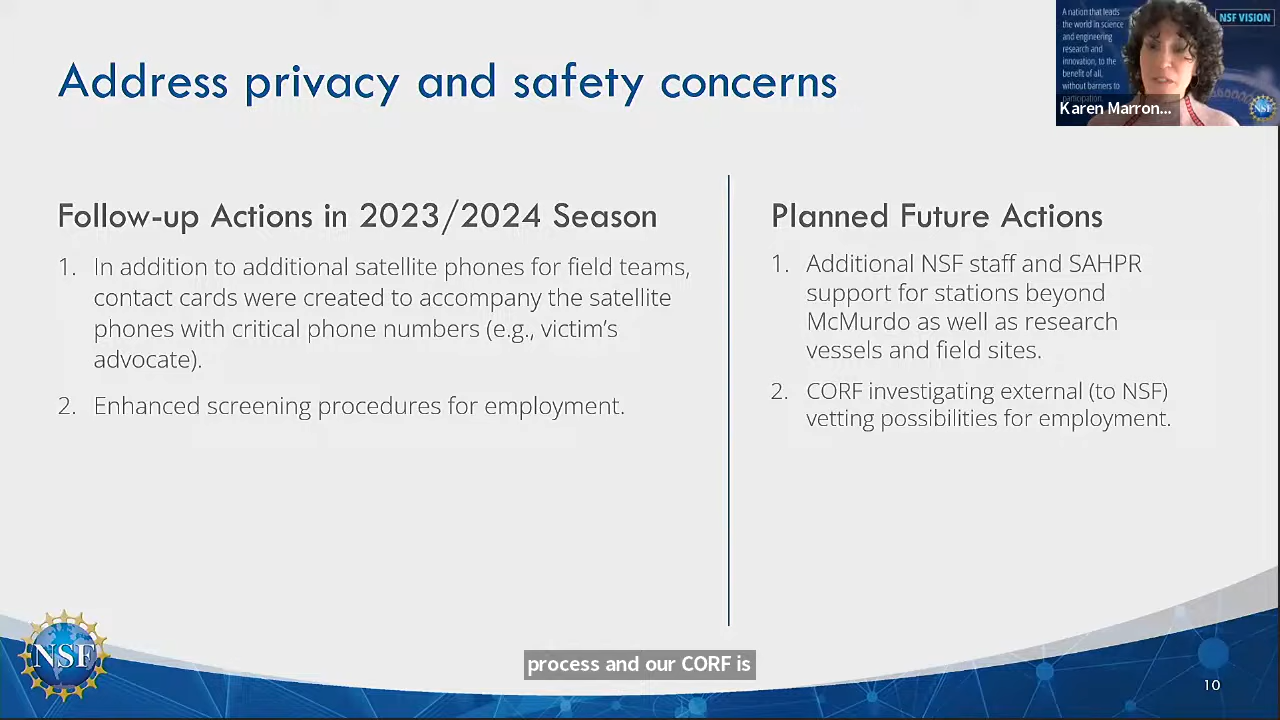 Address privacy and safety concerns
A nation that leads
the world in science
and engineering
research and
innovation, to the
benefit of all,
without barriers to
participation.
NSF VISION
Karen Marron...
NSF
Follow-up Actions in 2023/2024 Season
1. In addition to additional satellite phones for field teams,
contact cards were created to accompany the satellite
phones with critical phone numbers (e.g., victim's
advocate).
2. Enhanced screening procedures for employment.
Planned Future Actions
1. Additional NSF staff and SAHPR
support for stations beyond
McMurdo as well as research
vessels and field sites.
2. CORF investigating external (to NSF)
vetting possibilities for employment.
NSF
process and our CORF is
10